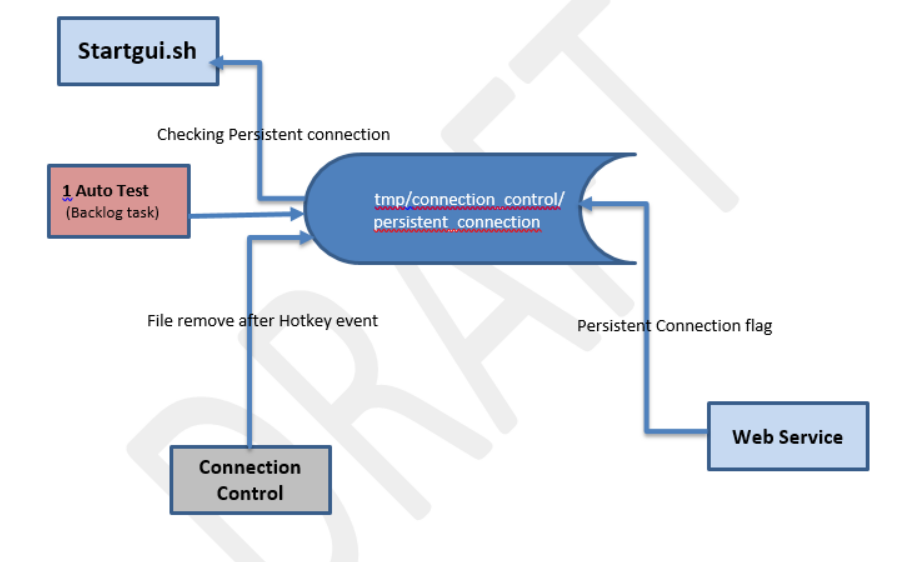 Startgui.sh
Checking Persistent connection
1 Auto Test
(Backlog task)
tmp/connection_control/
persistent_connection
File remove after Hotkey event
Persistent Connection flag
Web Service
Connection
Control
DRAFT